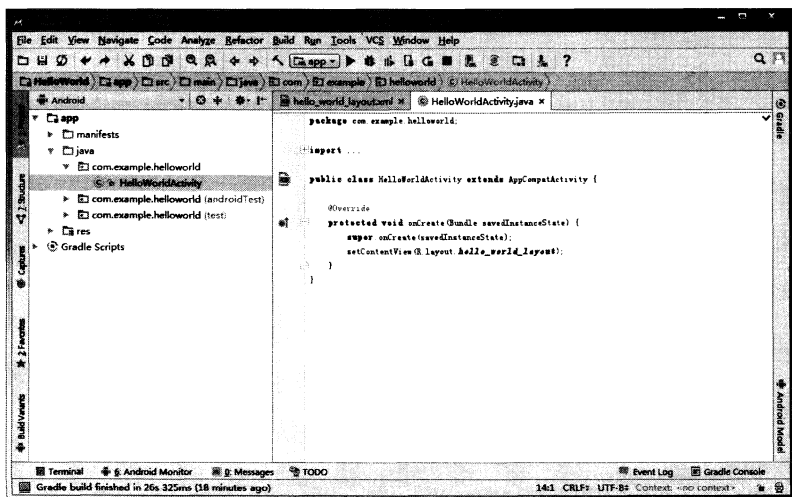 File Edit View Navigate Code Analyze Refactor Build Run Tools VCS Window Help
app
HelloWorld app src main java com example helloworld HelloWorldActivity
Android
hello_world_layout.xml × HelloWorldActivity.java ×
app
manifests
java
com.example.helloworld
HelloWorldActivity
com.example.helloworld (androidTest)
com.example.helloworld (test)
res
Gradle Scripts
package com.example.helloworld;
import ...
public class HelloWorldActivity extends AppCompatActivity {
@Override
protected void onCreate(Bundle savedInstanceState) {
super.onCreate(savedInstanceState);
setContentView(R.layout.hello_world_layout);
}
}
Z: Structure
Captures
2: Favorites
Build Variants
Gradle
Android Model
Terminal 6: Android Monitor 0: Messages TODO Event Log Gradle Console
Gradle build finished in 26s 325ms (18 minutes ago) 14:1 CRLF÷ UTF-8÷ Context: <no context>